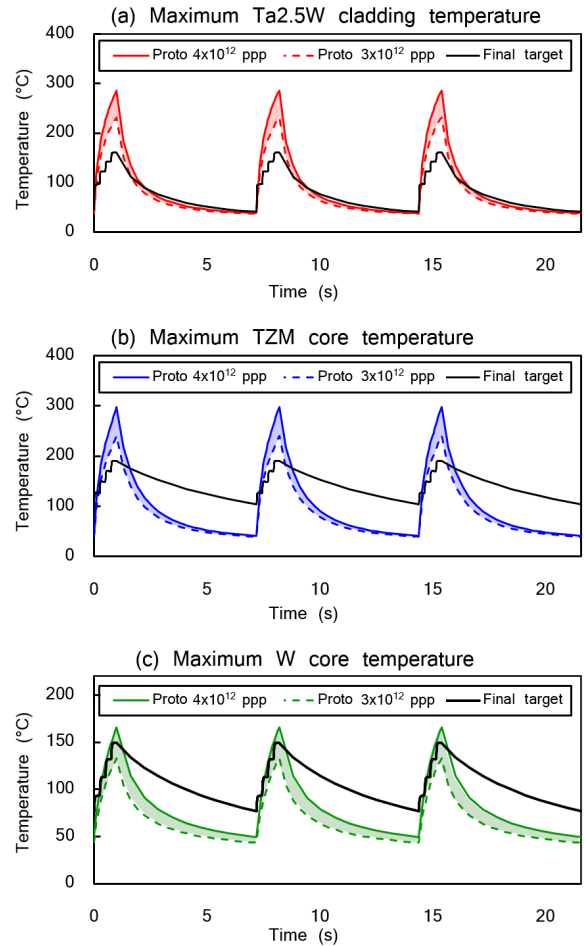 (a) Maximum Ta2.5W cladding temperature
Proto 4x10¹² ppp Proto 3x10¹² ppp Final target
Temperature (°C)
400
300
200
100
0
0 5 10 15 20
Time (s)
(b) Maximum TZM core temperature
Proto 4x10¹² ppp Proto 3x10¹² ppp Final target
Temperature (°C)
400
300
200
100
0
0 5 10 15 20
Time (s)
(c) Maximum W core temperature
Proto 4x10¹² ppp Proto 3x10¹² ppp Final target
Temperature (°C)
200
150
100
50
0
0 5 10 15 20
Time (s)